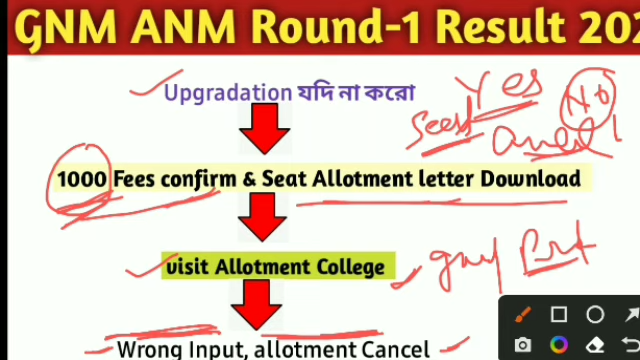 GNM ANM Round-1 Result 202
Upgradation যদি না করো
Yes
No
Seat
1000 Fees confirm & Seat Allotment letter Download
visit Allotment College
Wrong Input, allotment Cancel